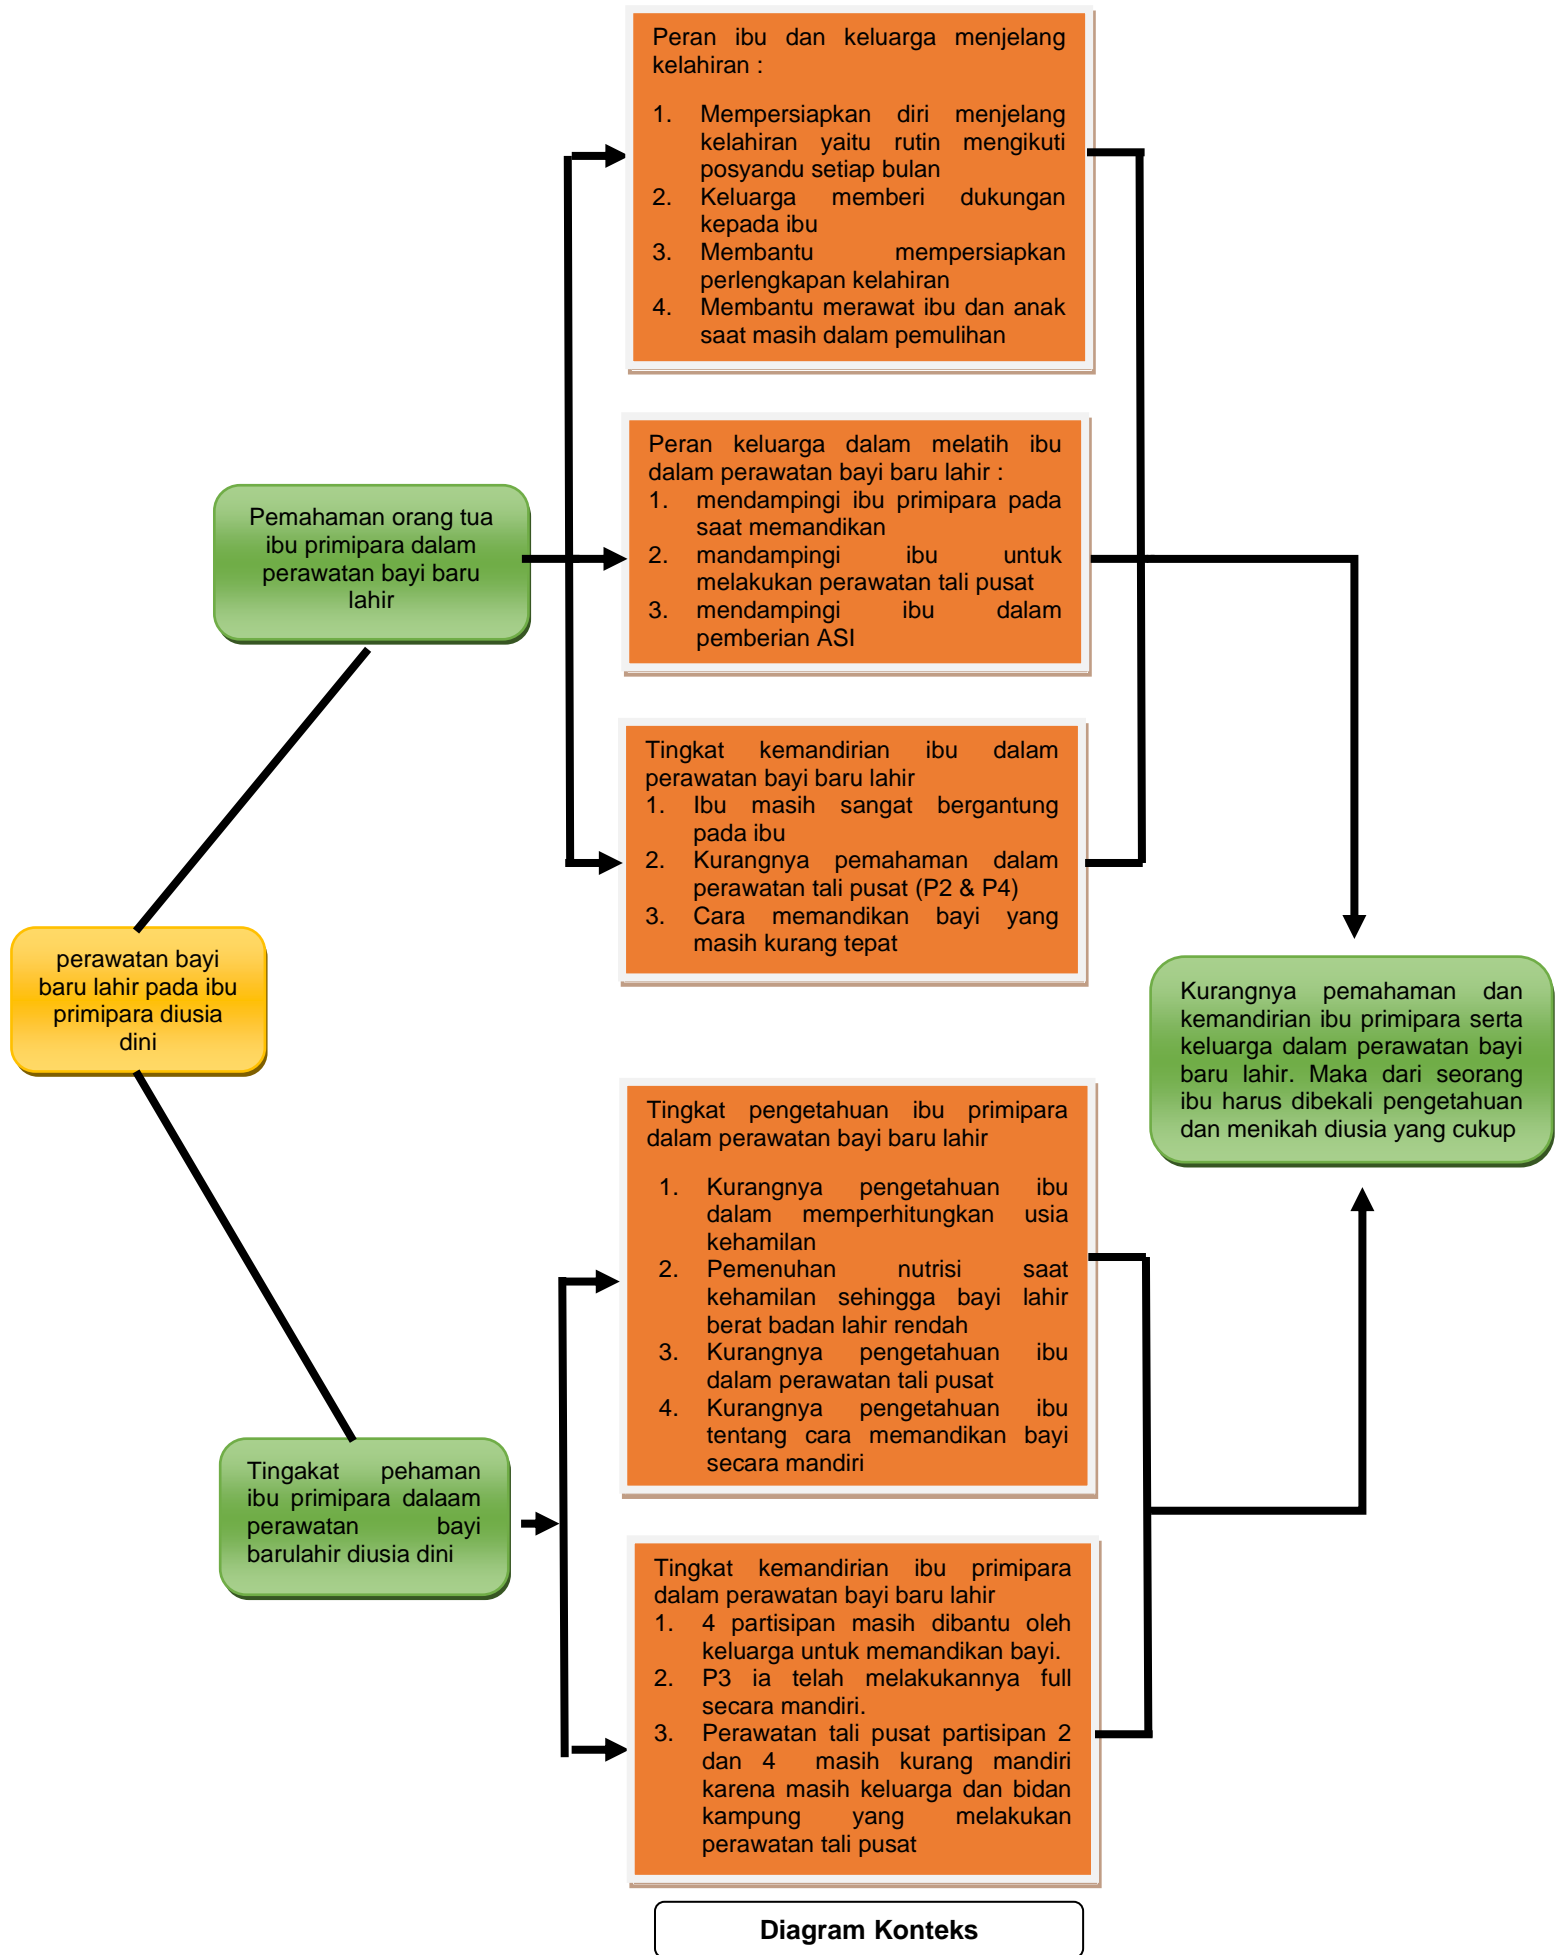 Peran ibu dan keluarga menjelang
kelahiran :
1. Mempersiapkan diri menjelang
kelahiran yaitu rutin mengikuti
posyandu setiap bulan
2. Keluarga memberi dukungan
kepada ibu
3. Membantu mempersiapkan
perlengkapan kelahiran
4. Membantu merawat ibu dan anak
saat masih dalam pemulihan
Peran keluarga dalam melatih ibu
dalam perawatan bayi baru lahir :
1. mendampingi ibu primipara pada
saat memandikan
2. mandampingi ibu untuk
melakukan perawatan tali pusat
3. mendampingi ibu dalam
pemberian ASI
Pemahaman orang tua
ibu primipara dalam
perawatan bayi baru
lahir
Tingkat kemandirian ibu dalam
perawatan bayi baru lahir
1. Ibu masih sangat bergantung
pada ibu
2. Kurangnya pemahaman dalam
perawatan tali pusat (P2 & P4)
3. Cara memandikan bayi yang
masih kurang tepat
perawatan bayi
baru lahir pada ibu
primipara diusia
dini
Kurangnya pemahaman dan
kemandirian ibu primipara serta
keluarga dalam perawatan bayi
baru lahir. Maka dari seorang
ibu harus dibekali pengetahuan
dan menikah diusia yang cukup
Tingkat pengetahuan ibu primipara
dalam perawatan bayi baru lahir
1. Kurangnya pengetahuan ibu
dalam memperhitungkan usia
kehamilan
2. Pemenuhan nutrisi saat
kehamilan sehingga bayi lahir
berat badan lahir rendah
3. Kurangnya pengetahuan ibu
dalam perawatan tali pusat
4. Kurangnya pengetahuan ibu
tentang cara memandikan bayi
secara mandiri
Tingakat pehaman
ibu primipara dalaam
perawatan bayi
barulahir diusia dini
Tingkat kemandirian ibu primipara
dalam perawatan bayi baru lahir
1. 4 partisipan masih dibantu oleh
keluarga untuk memandikan bayi.
2. P3 ia telah melakukannya full
secara mandiri.
3. Perawatan tali pusat partisipan 2
dan 4 masih kurang mandiri
karena masih keluarga dan bidan
kampung yang melakukan
perawatan tali pusat
Diagram Konteks